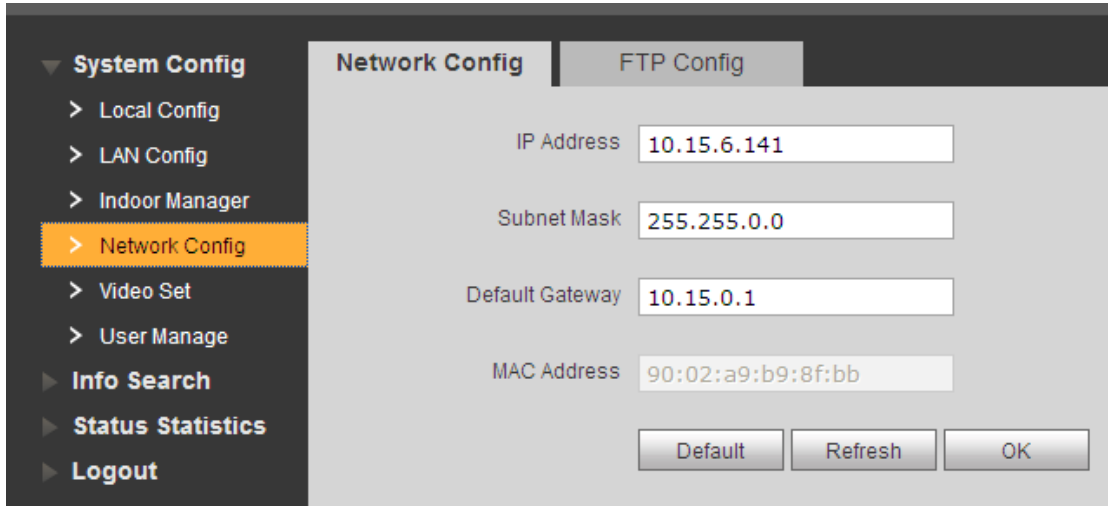 System Config
Local Config
LAN Config
Indoor Manager
Network Config
Video Set
User Manage
Info Search
Status Statistics
Logout
Network Config
FTP Config
IP Address 10.15.6.141
Subnet Mask 255.255.0.0
Default Gateway 10.15.0.1
MAC Address 90:02:a9:b9:8f:bb
Default Refresh OK